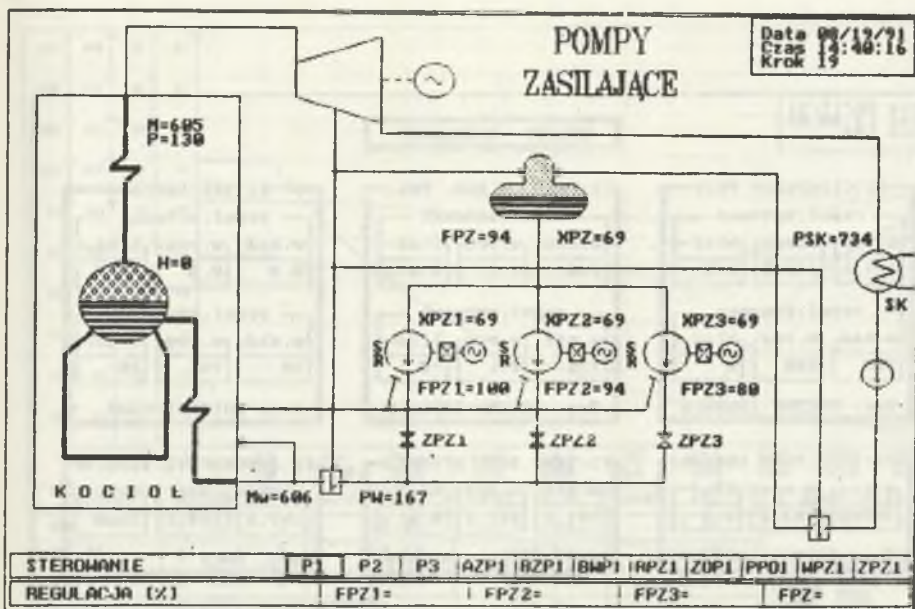 POMPY
ZASILAJĄCE
Data 08/19/91
Czas 14:40:16
Krok 19
M=605
P=130
H=0
FPZ=94 XPZ=69
PSK=734
SK
XPZ1=69 XPZ2=69 XPZ3=69
FPZ1=100 FPZ2=94 FPZ3=80
ZPZ1 ZPZ2 ZPZ3
KOCIOŁ
Mw=606 PW=167
STEROWANIE P1 P2 P3 AZP1 BZP1 BWP1 RPZ1 ZOP1 PPO1 WPZ1 ZPZ1
REGULACJA [%] FPZ1= FPZ2= FPZ3= FPZ=